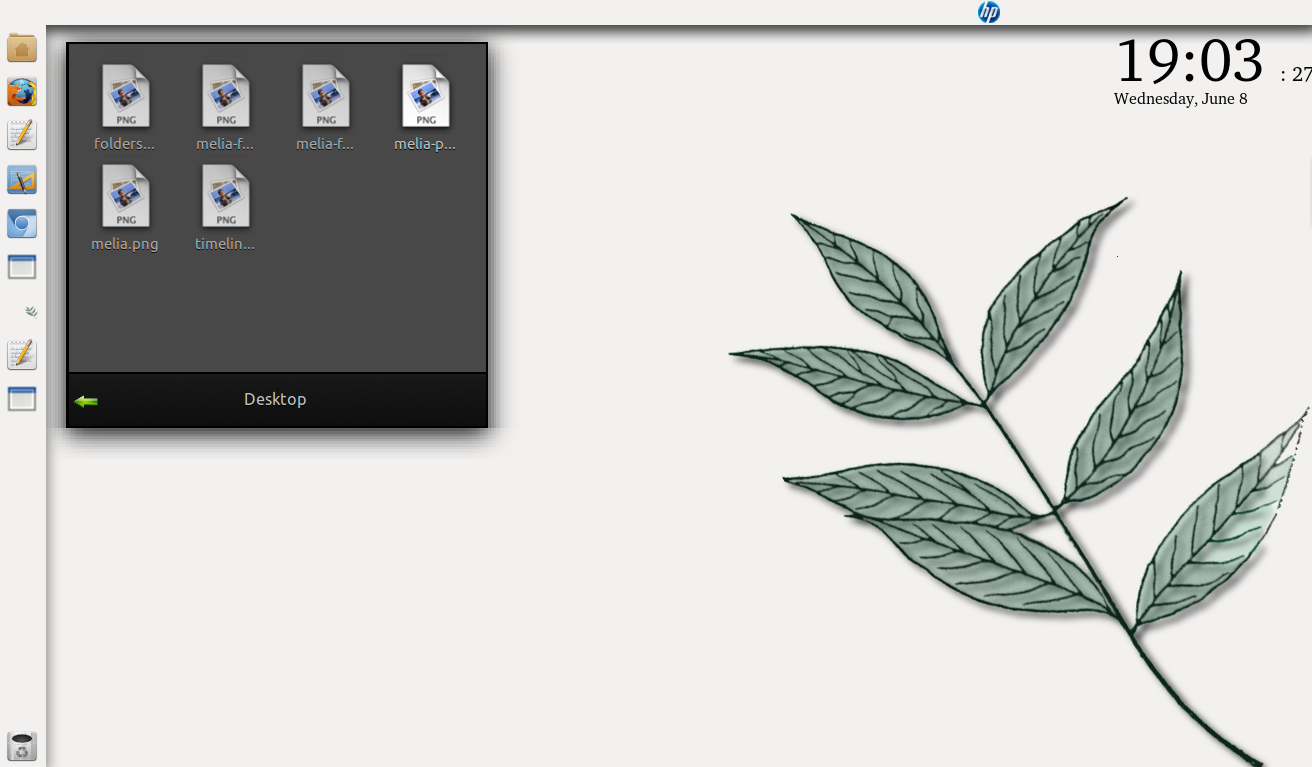 hp
19:03 : 27
Wednesday, June 8
PNG PNG PNG PNG
folders... melia-f... melia-f... melia-p...
PNG PNG
melia.png timelin...
Desktop